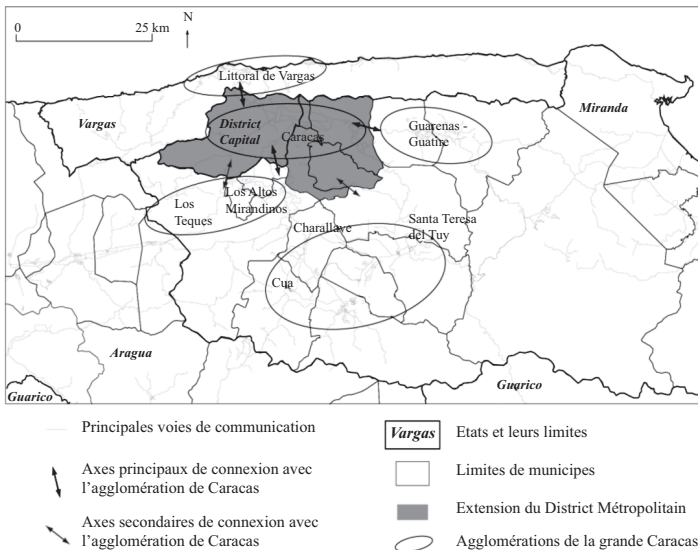 0 25 km
N
Littoral de Vargas
Miranda
Vargas
District
Capital
Caracas
Guarenas -
Guatire
Los
Teques
Los Altos
Mirandinos
Santa Teresa
del Tuy
Charallave
Cua
Aragua
Guarico
Guarico
Principales voies de communication
Axes principaux de connexion avec
l’agglomération de Caracas
Axes secondaires de connexion avec
l’agglomération de Caracas
Vargas
Etats et leurs limites
Limites de municipes
Extension du District Métropolitain
Agglomérations de la grande Caracas